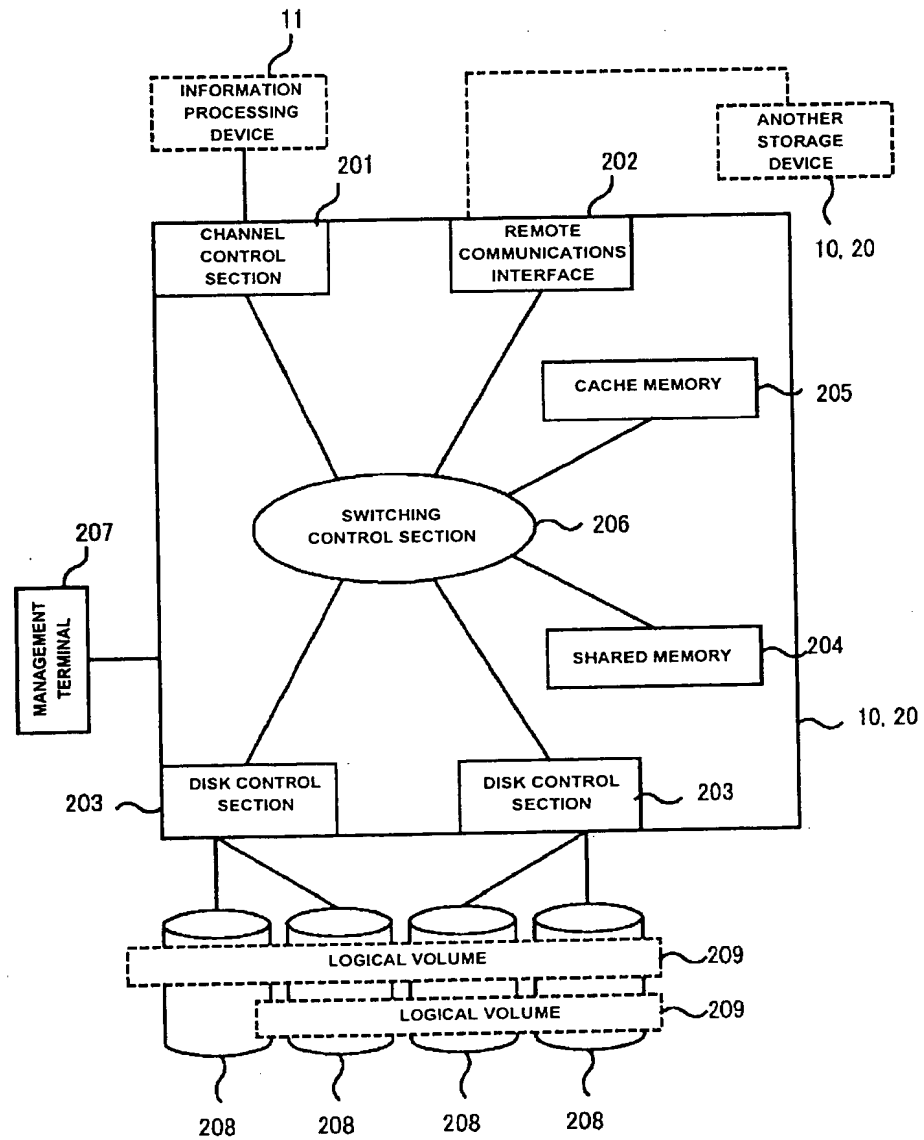 11
INFORMATION
PROCESSING
DEVICE
ANOTHER
STORAGE
DEVICE
10, 20
201
202
CHANNEL
CONTROL
SECTION
REMOTE
COMMUNICATIONS
INTERFACE
CACHE MEMORY
205
SWITCHING
CONTROL SECTION
206
207
MANAGEMENT
TERMINAL
SHARED MEMORY
204
10, 20
203
DISK CONTROL
SECTION
DISK CONTROL
SECTION
203
LOGICAL VOLUME
209
LOGICAL VOLUME
209
208
208
208
208